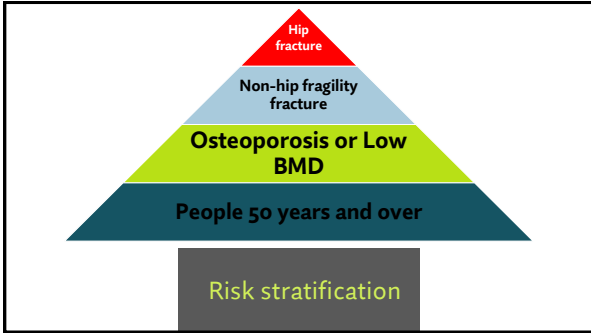 Hip
fracture
Non-hip fragility
fracture
Osteoporosis or Low
BMD
People 50 years and over
Risk stratification